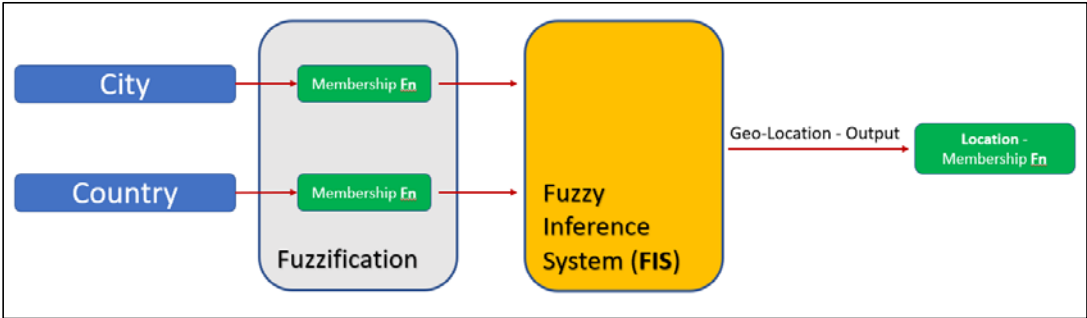 City
Membership Fn
Country
Membership Fn
Fuzzification
Fuzzy
Inference
System (FIS)
Geo-Location - Output
Location -
Membership Fn